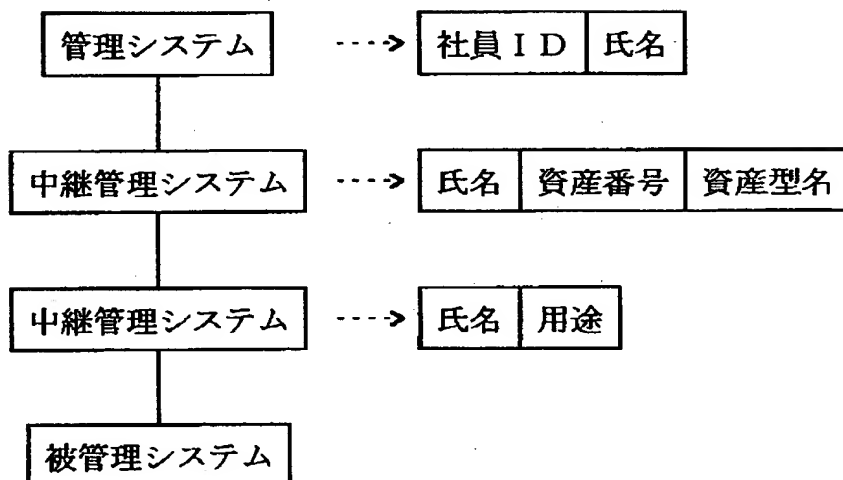 管理システム 社員ID 氏名
中継管理システム 氏名 資産番号 資産型名
中継管理システム 氏名 用途
被管理システム